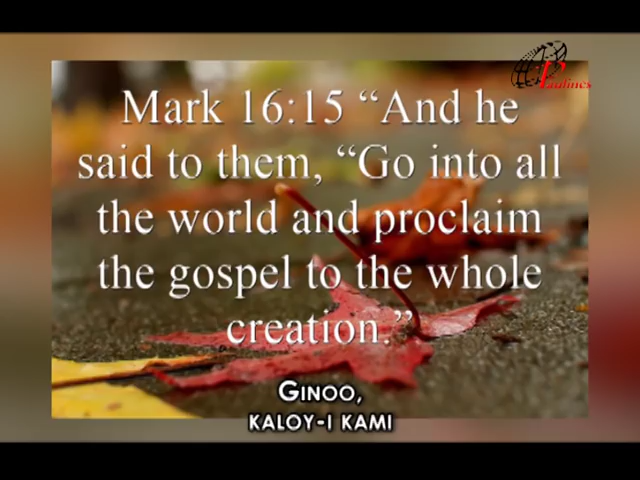 Paulines
Mark 16:15 “And he
said to them, “Go into all
the world and proclaim
the gospel to the whole
creation.”
GINOO,
KALOY-I KAMI